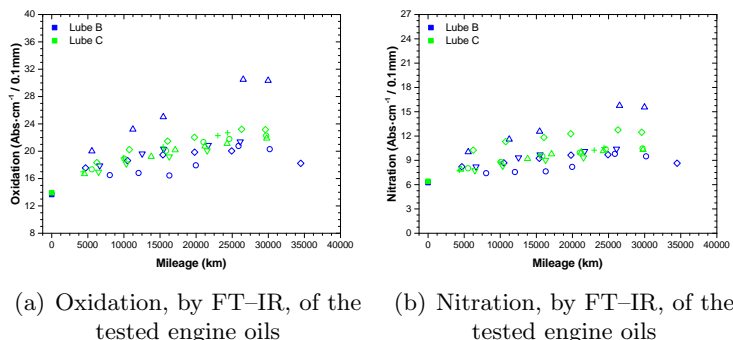 40
36
32
28
24
20
16
12
8
Oxidation (Abs·cm⁻¹ / 0.1mm)
Lube B
Lube C
0 5000 10000 15000 20000 25000 30000 35000 40000
Mileage (km)
27
24
21
18
15
12
9
6
3
0
Nitration (Abs·cm⁻¹ / 0.1mm)
Lube B
Lube C
0 5000 10000 15000 20000 25000 30000 35000 40000
Mileage (km)
(a) Oxidation, by FT–IR, of the
tested engine oils
(b) Nitration, by FT–IR, of the
tested engine oils